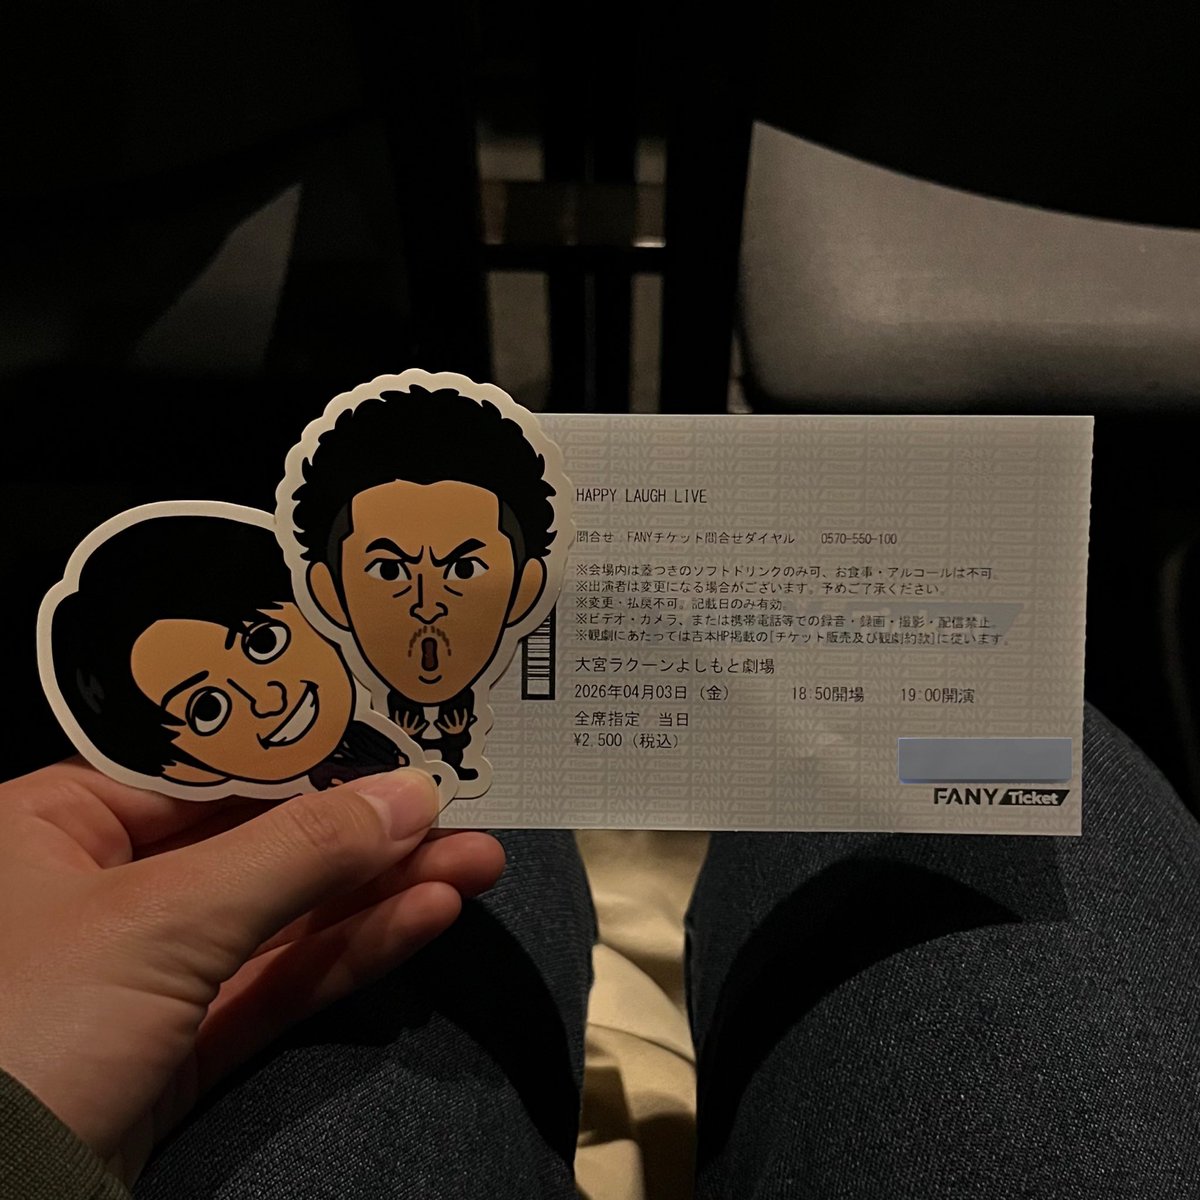 HAPPY LAUGH LIVE
問合せ FANYチケット問合せダイヤル 0570-550-100
※会場内は蓋つきのソフトドリンクのみ可、お食事・アルコールは不可。
※出演者は変更になる場合がございます。予めご了承ください。
※変更・払戻不可。記載日のみ有効。
※ビデオ・カメラ、または携帯電話等での録音・録画・撮影・配信禁止。
※観劇にあたっては吉本HP掲載の[チケット販売及び観劇約款]に従います。
大宮ラクーンよしもと劇場
2026年04月03日（金） 18:50開場 19:00開演
全席指定 当日
¥2,500（税込）
FANY Ticket